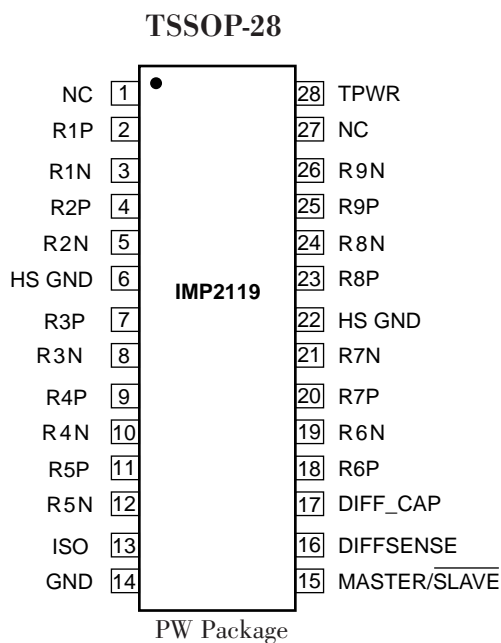 TSSOP-28
NC 1 28 TPWR
R1P 2 27 NC
R1N 3 26 R9N
R2P 4 25 R9P
R2N 5 24 R8N
HS GND 6 23 R8P
IMP2119
R3P 7 22 HS GND
R3N 8 21 R7N
R4P 9 20 R7P
R4N 10 19 R6N
R5P 11 18 R6P
R5N 12 17 DIFF_CAP
ISO 13 16 DIFFSENSE
GND 14 15 MASTER/SLAVE
PW Package